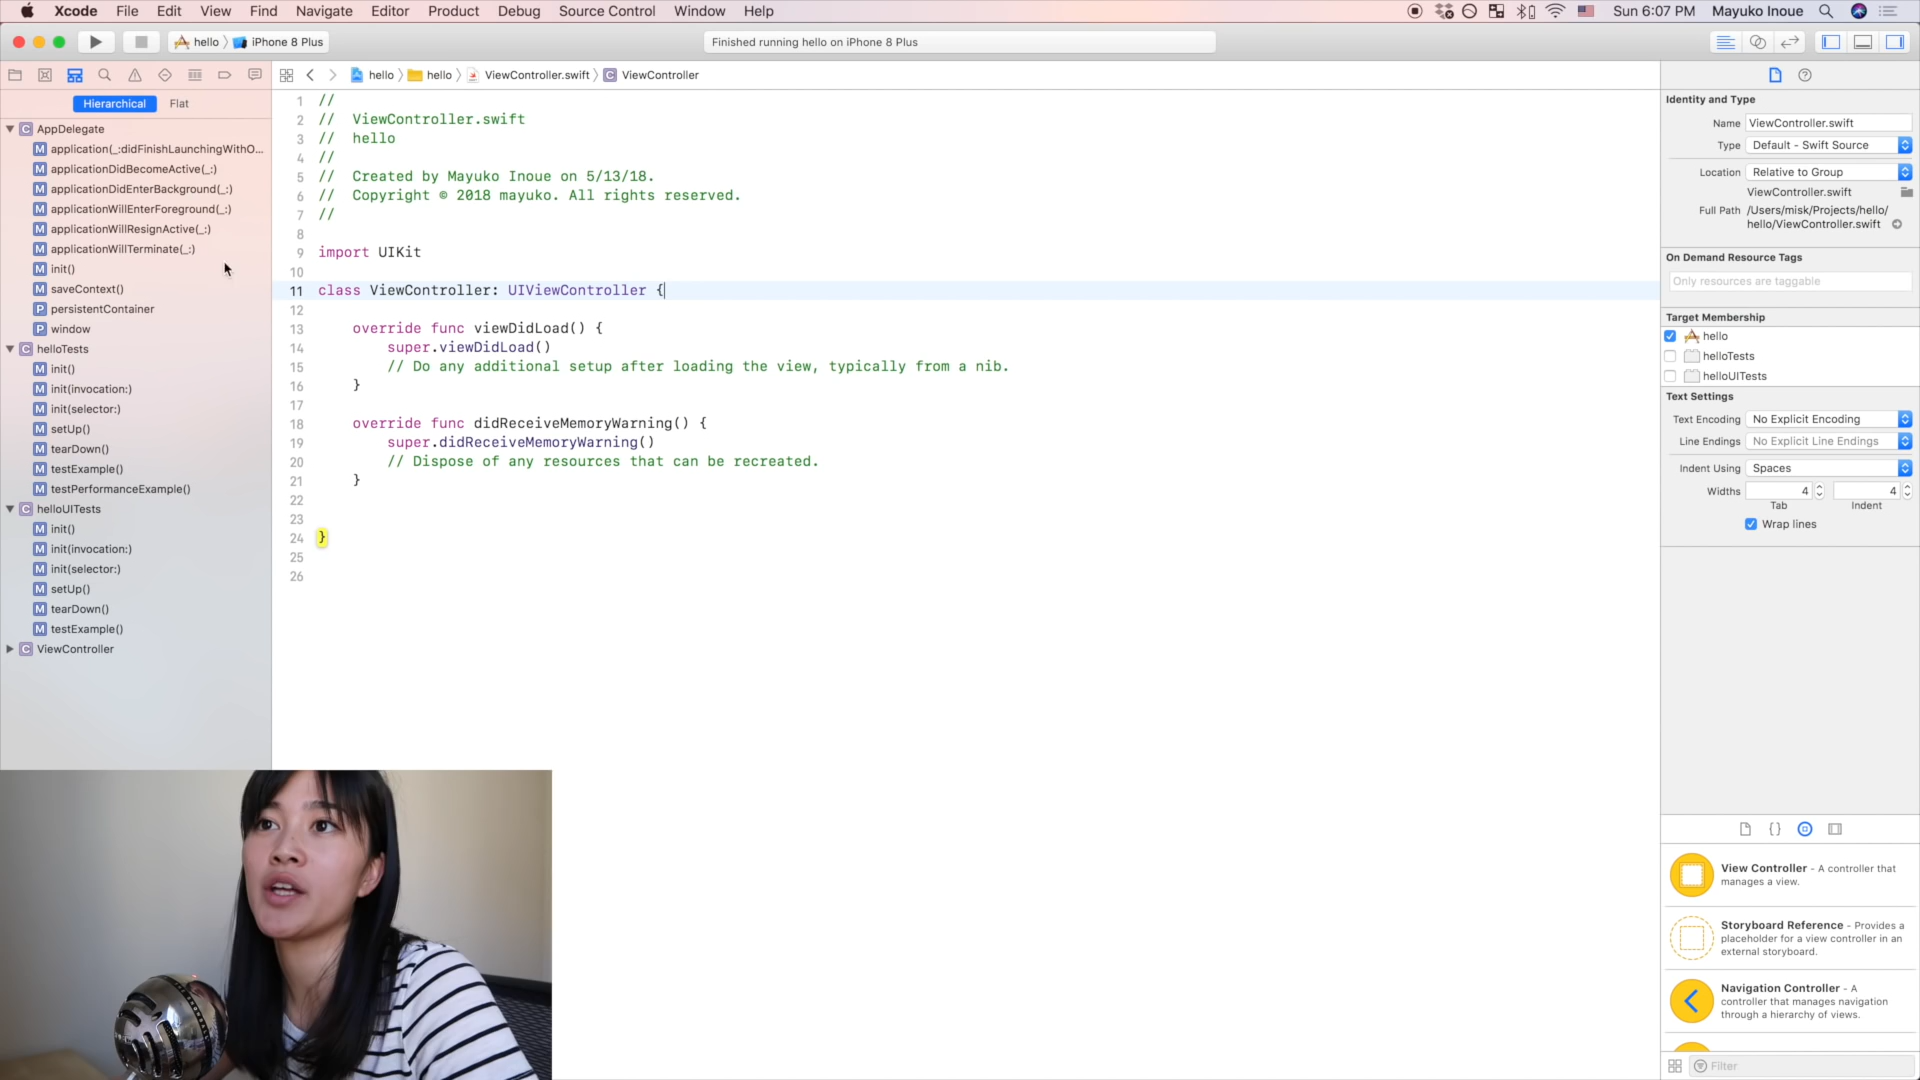 Xcode File Edit View Find Navigate Editor Product Debug Source Control Window Help
Sun 6:07 PM Mayuko Inoue
hello iPhone 8 Plus
Finished running hello on iPhone 8 Plus
hello hello ViewController.swift C ViewController
Hierarchical Flat
C AppDelegate
M application(_:didFinishLaunchingWithO...
M applicationDidBecomeActive(_:)
M applicationDidEnterBackground(_:)
M applicationWillEnterForeground(_:)
M applicationWillResignActive(_:)
M applicationWillTerminate(_:)
M init()
M saveContext()
P persistentContainer
P window
C helloTests
M init()
M init(invocation:)
M init(selector:)
M setUp()
M tearDown()
M testExample()
M testPerformanceExample()
C helloUITests
M init()
M init(invocation:)
M init(selector:)
M setUp()
M tearDown()
M testExample()
C ViewController
1 //
2 // ViewController.swift
3 // hello
4 //
5 // Created by Mayuko Inoue on 5/13/18.
6 // Copyright © 2018 mayuko. All rights reserved.
7 //
8
9 import UIKit
10
11 class ViewController: UIViewController {
12
13 override func viewDidLoad() {
14 super.viewDidLoad()
15 // Do any additional setup after loading the view, typically from a nib.
16 }
17
18 override func didReceiveMemoryWarning() {
19 super.didReceiveMemoryWarning()
20 // Dispose of any resources that can be recreated.
21 }
22
23
24 }
25
26
Identity and Type
Name ViewController.swift
Type Default - Swift Source
Location Relative to Group
ViewController.swift
Full Path /Users/misk/Projects/hello/
hello/ViewController.swift
On Demand Resource Tags
Only resources are taggable
Target Membership
hello
helloTests
helloUITests
Text Settings
Text Encoding No Explicit Encoding
Line Endings No Explicit Line Endings
Indent Using Spaces
Widths 4 4
Tab Indent
Wrap lines
{ }
View Controller - A controller that
manages a view.
Storyboard Reference - Provides a
placeholder for a view controller in an
external storyboard.
Navigation Controller - A
controller that manages navigation
through a hierarchy of views.
Filter